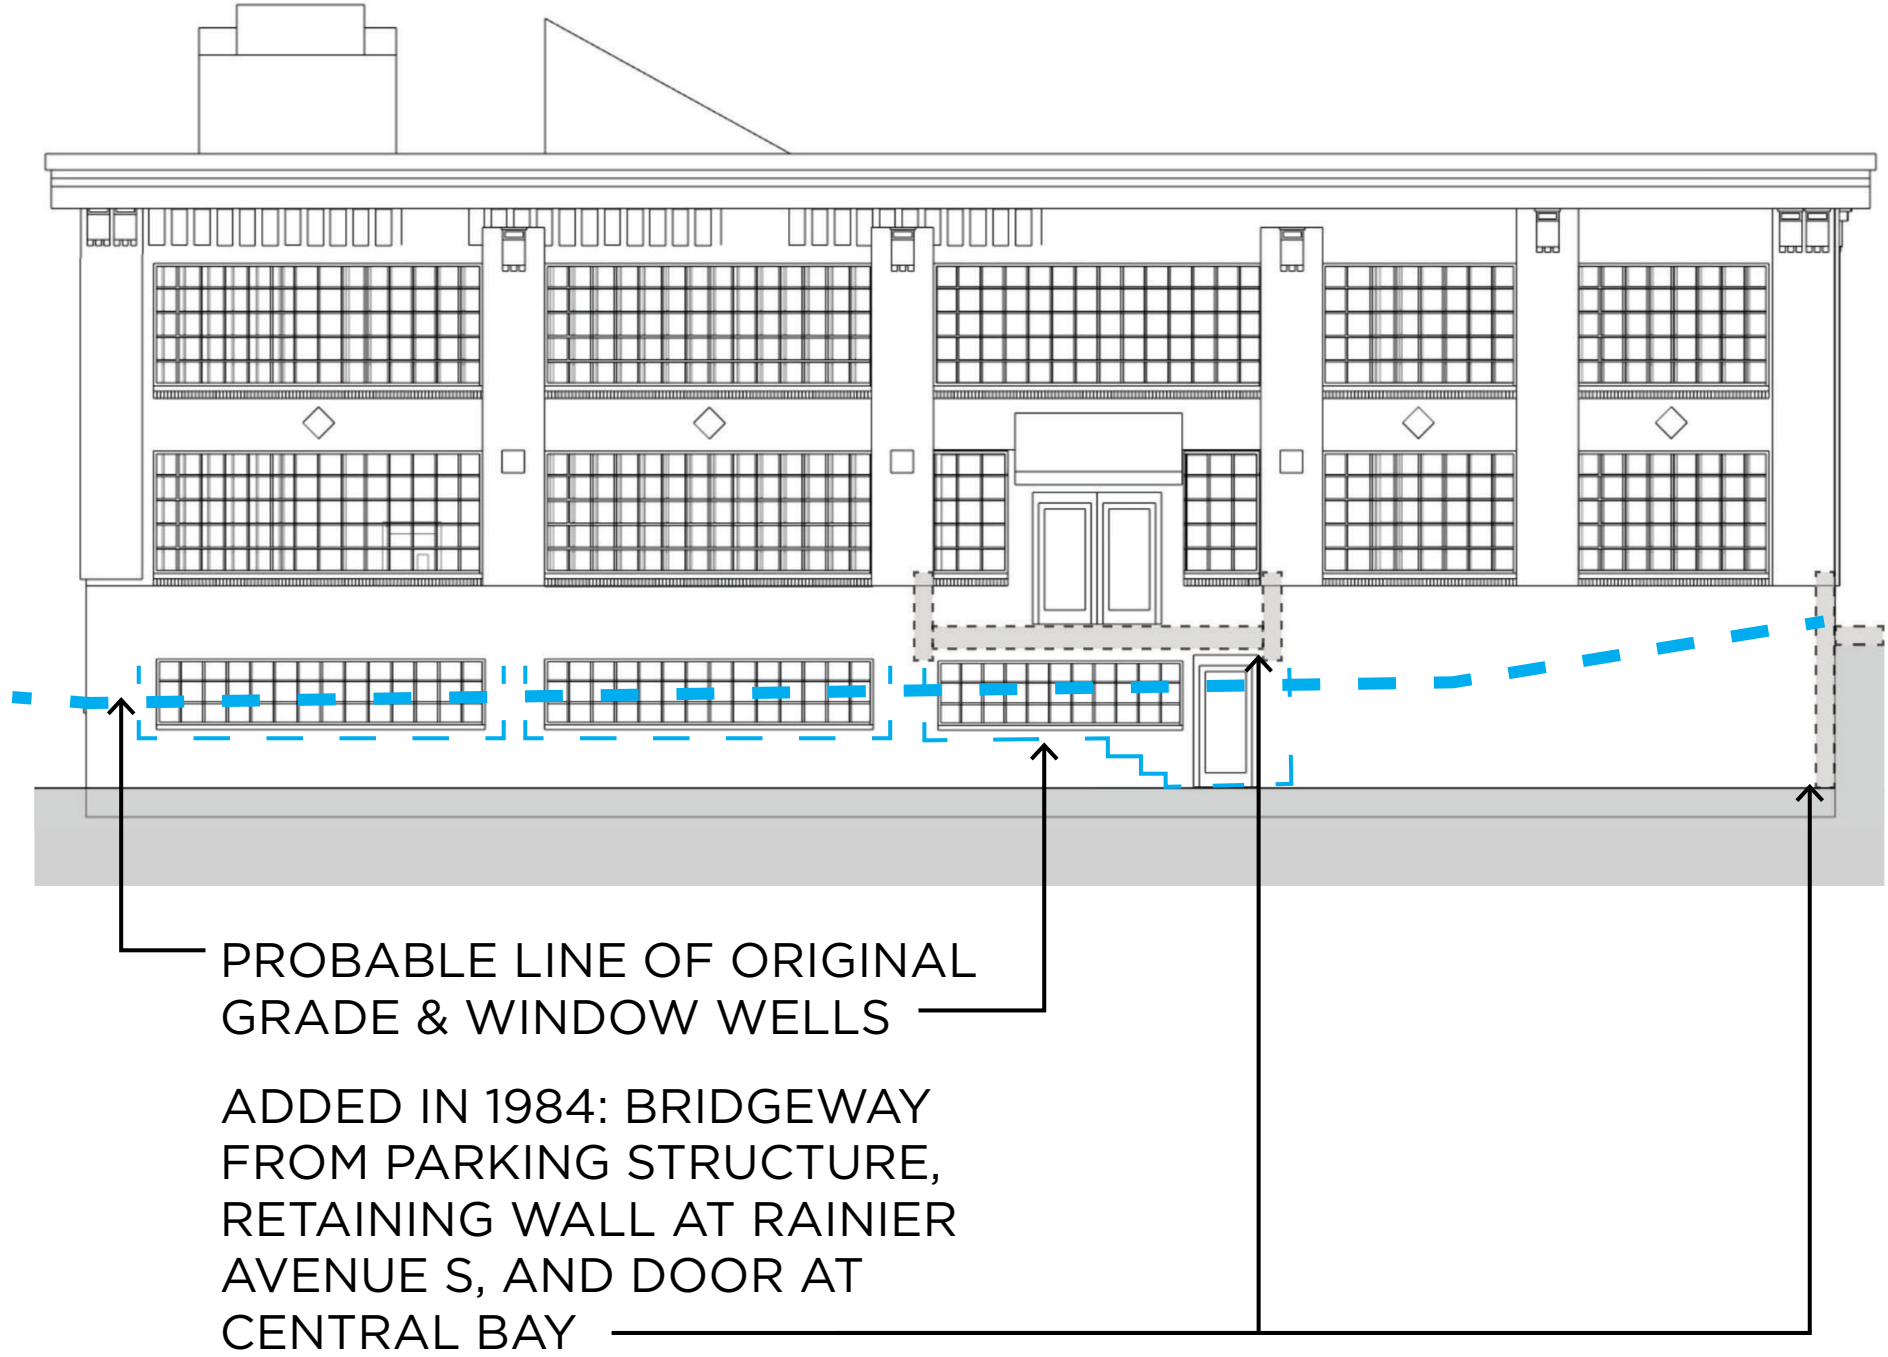 PROBABLE LINE OF ORIGINAL
GRADE & WINDOW WELLS
ADDED IN 1984: BRIDGEWAY
FROM PARKING STRUCTURE,
RETAINING WALL AT RAINIER
AVENUE S, AND DOOR AT
CENTRAL BAY